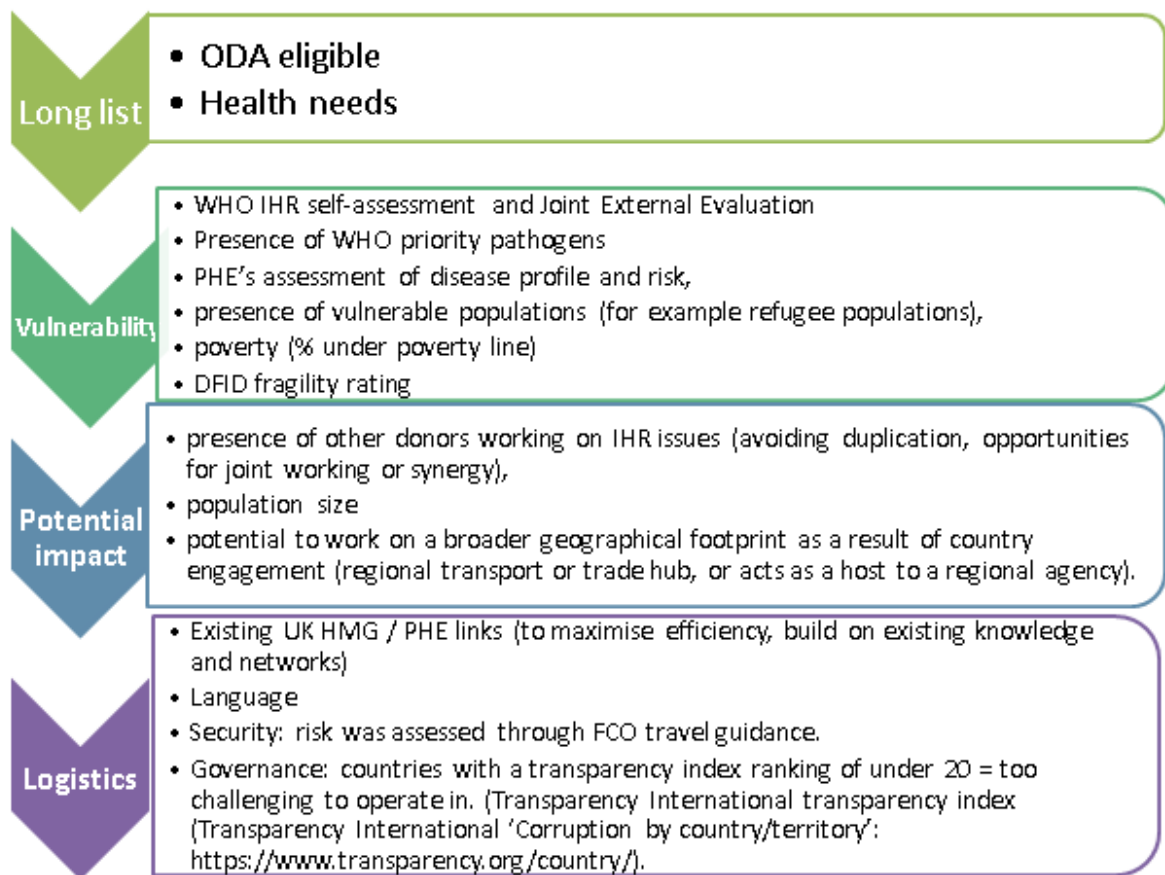 Long list
• ODA eligible
• Health needs
Vulnerability
• WHO IHR self-assessment and Joint External Evaluation
• Presence of WHO priority pathogens
• PHE's assessment of disease profile and risk,
• presence of vulnerable populations (for example refugee populations),
• poverty (% under poverty line)
• DFID fragility rating
Potential
impact
• presence of other donors working on IHR issues (avoiding duplication, opportunities
for joint working or synergy),
• population size
• potential to work on a broader geographical footprint as a result of country
engagement (regional transport or trade hub, or acts as a host to a regional agency).
Logistics
• Existing UK HMG / PHE links (to maximise efficiency, build on existing knowledge
and networks)
• Language
• Security: risk was assessed through FCO travel guidance.
• Governance: countries with a transparency index ranking of under 20 = too
challenging to operate in. (Transparency International transparency index
(Transparency International 'Corruption by country/territory':
https://www.transparency.org/country/).